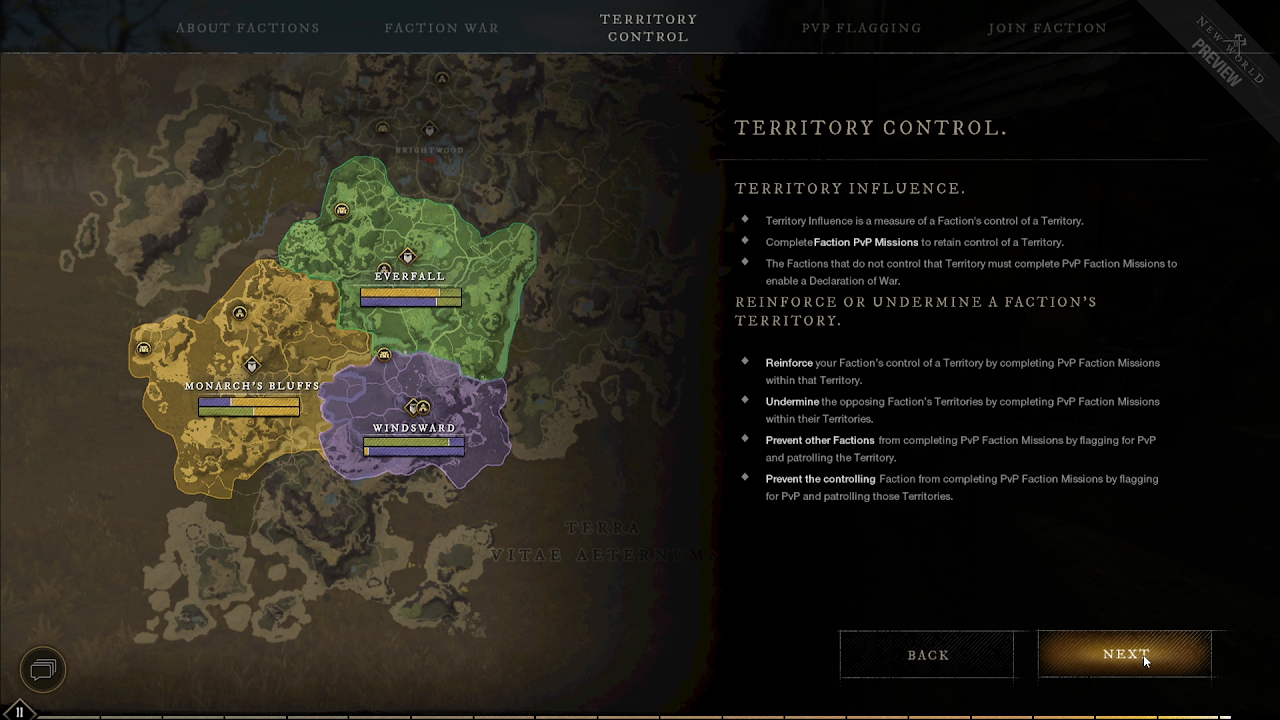 ABOUT FACTIONS
FACTION WAR
TERRITORY
CONTROL
PVP FLAGGING
JOIN FACTION
NEW WORLD
PREVIEW
BRIGHTWOOD
EVERFALL
MONARCH'S BLUFFS
WINDSWARD
TERRA
VITAE AETERNUM
TERRITORY CONTROL.
TERRITORY INFLUENCE.
Territory Influence is a measure of a Faction's control of a Territory.
Complete Faction PvP Missions to retain control of a Territory.
The Factions that do not control that Territory must complete PvP Faction Missions to
enable a Declaration of War.
REINFORCE OR UNDERMINE A FACTION'S
TERRITORY.
Reinforce your Faction's control of a Territory by completing PvP Faction Missions
within that Territory.
Undermine the opposing Faction's Territories by completing PvP Faction Missions
within their Territories.
Prevent other Factions from completing PvP Faction Missions by flagging for PvP
and patrolling the Territory.
Prevent the controlling Faction from completing PvP Faction Missions by flagging
for PvP and patrolling those Territories.
BACK
NEXT
11